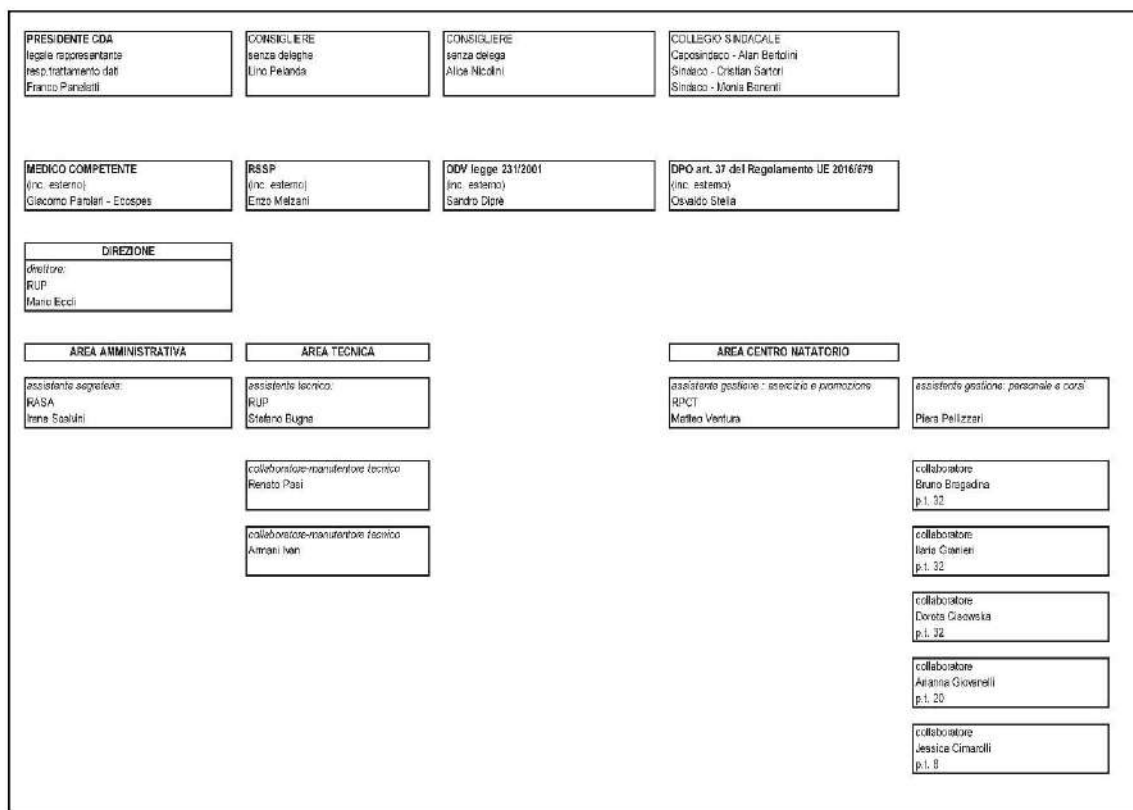 PRESIDENTE CDA
legale rappresentante
resp.trattamento dati
Franco Panelatti
CONSIGLIERE
senza deleghe
Lino Pelanda
CONSIGLIERE
senza delega
Alice Nicolini
COLLEGIO SINDACALE
Caposindaco - Alan Bertolini
Sindaco - Cristian Sartori
Sindaco - Monia Bonenti
MEDICO COMPETENTE
(inc. esterno)
Giacomo Parolari - Ecospes
RSSP
(inc. esterno)
Enzo Melzani
ODV legge 231/2001
(inc. esterno)
Sandro Diprè
DPO art. 37 del Regolamento UE 2016/679
(inc. esterno)
Osvaldo Stella
DIREZIONE
direttore:
RUP
Mario Eccli
AREA AMMINISTRATIVA
AREA TECNICA
AREA CENTRO NATATORIO
assistente segreteria:
RASA
Irene Scalvini
assistente tecnico:
RUP
Stefano Bugna
assistente gestione : esercizio e promozione
RPCT
Matteo Ventura
assistente gestione: personale e corsi
Piera Pellizzari
collaboratore-manutentore tecnico
Renato Pasi
collaboratore-manutentore tecnico
Armani Ivan
collaboratore
Bruno Bragadina
p.t. 32
collaboratore
Ilaria Granieri
p.t. 32
collaboratore
Dorota Cisowska
p.t. 32
collaboratore
Arianna Giovanelli
p.t. 20
collaboratore
Jessica Cimarolli
p.t. 8